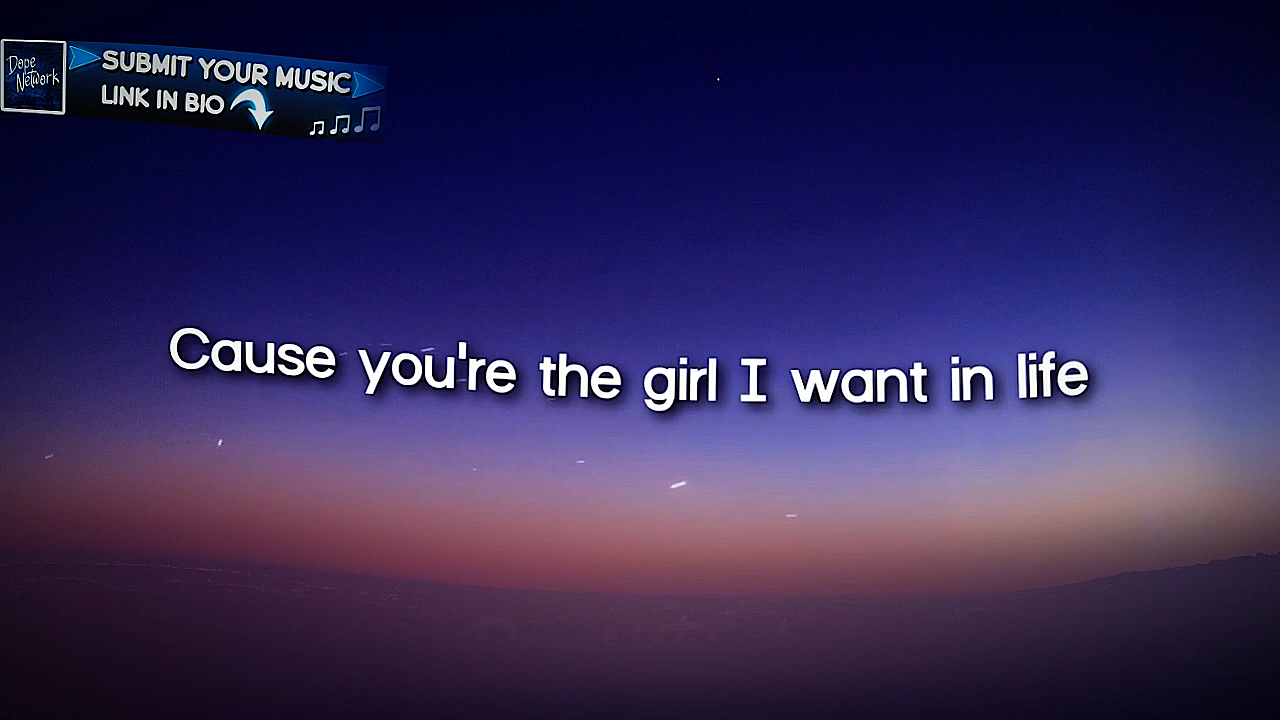 Dope
Network
SUBMIT YOUR MUSIC
LINK IN BIO
Cause you're the girl I want in life